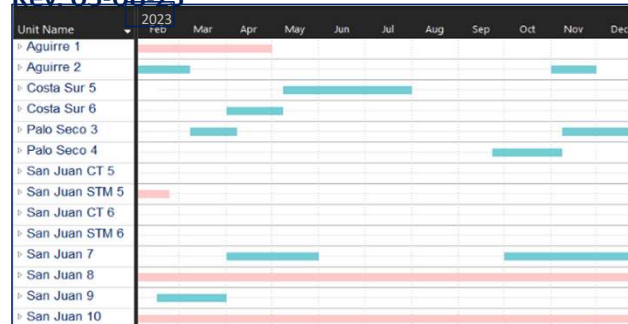 2023
Unit Name Feb Mar Apr May Jun Jul Aug Sep Oct Nov Dec
Aguirre 1
Aguirre 2
Costa Sur 5
Costa Sur 6
Palo Seco 3
Palo Seco 4
San Juan CT 5
San Juan STM 5
San Juan CT 6
San Juan STM 6
San Juan 7
San Juan 8
San Juan 9
San Juan 10